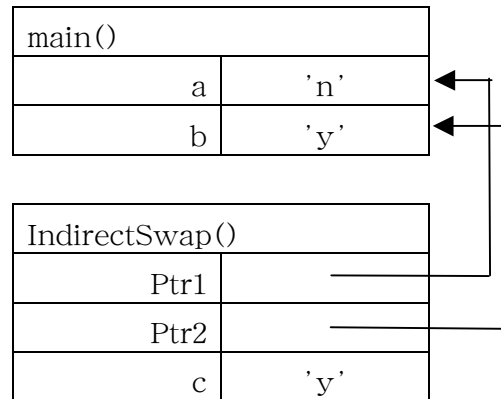 main()
a 'n'
b 'y'
IndirectSwap()
Ptr1
Ptr2
c 'y'